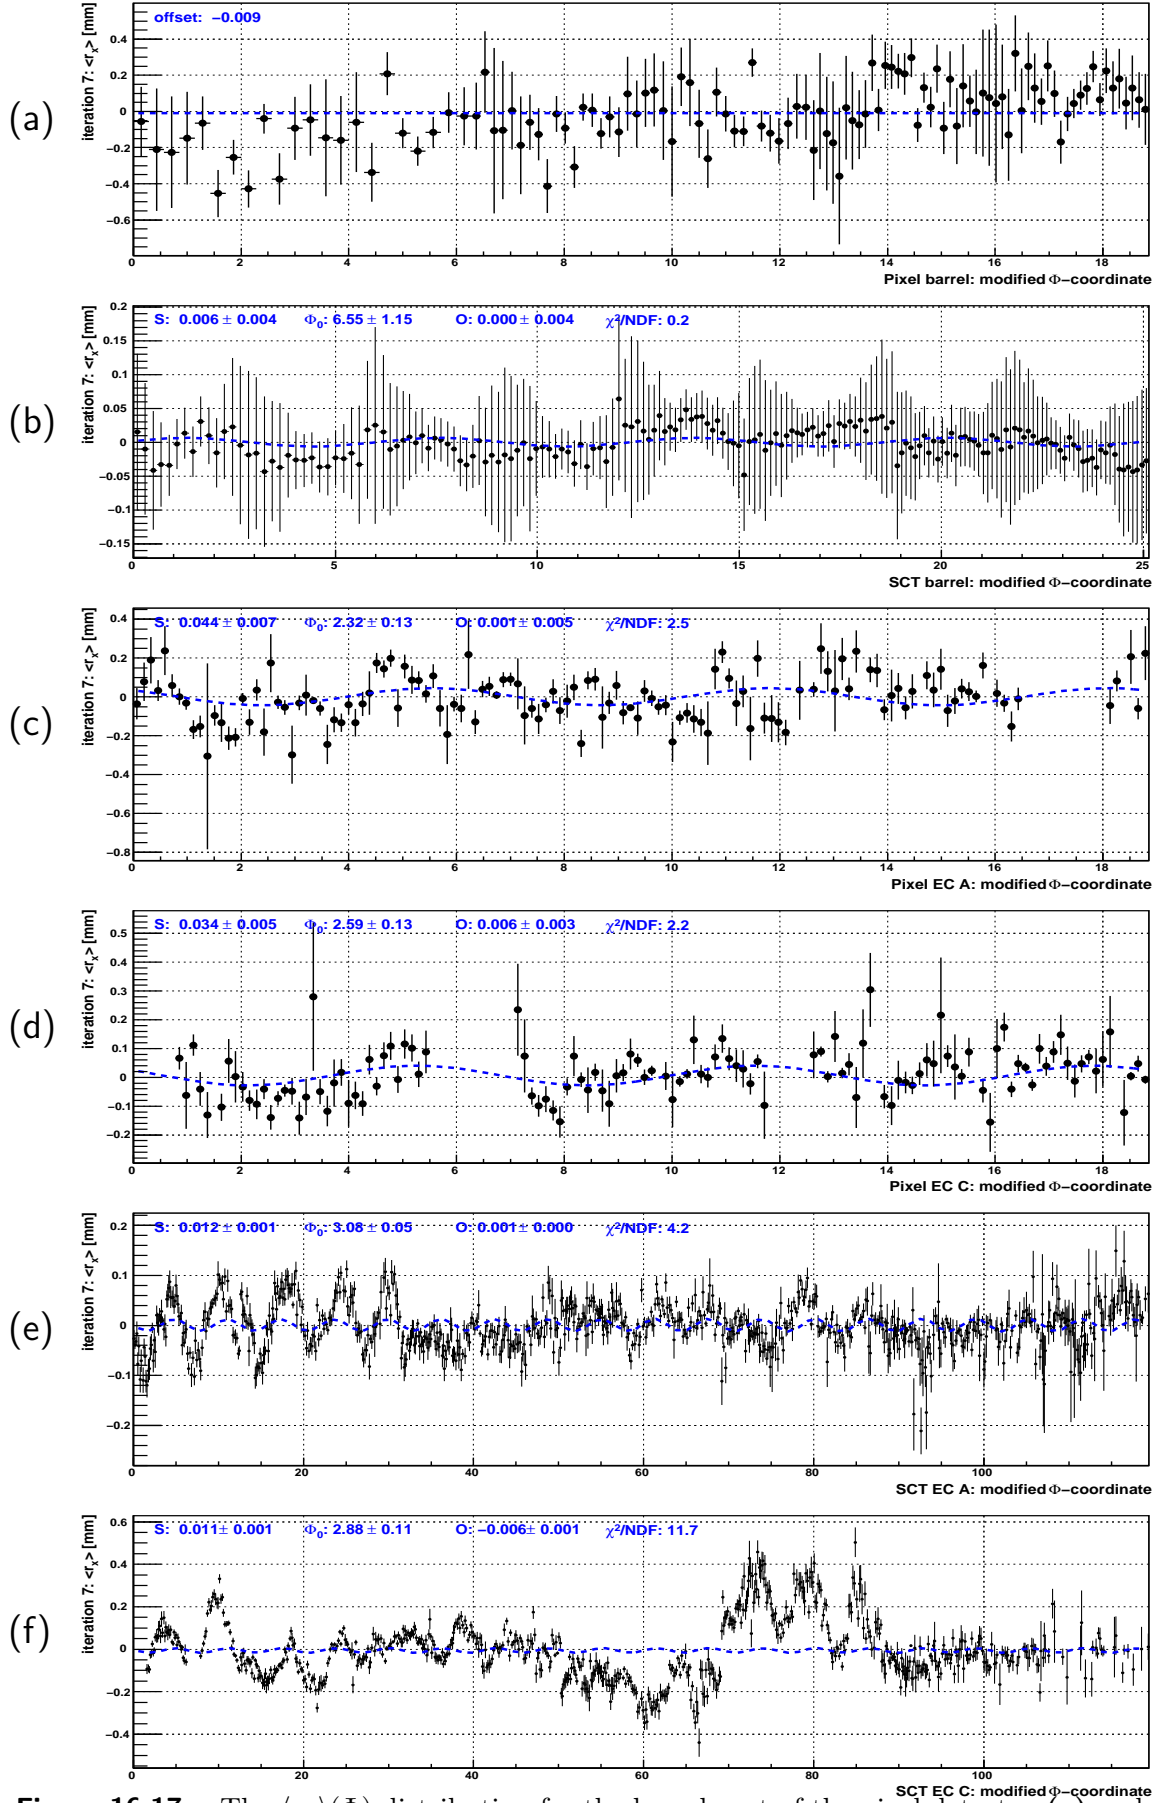 (a)
iteration 7: <r_x> [mm]
offset: −0.009
0.4
0.2
0
−0.2
−0.4
−0.6
0 2 4 6 8 10 12 14 16 18
Pixel barrel: modified Φ−coordinate
(b)
iteration 7: <r_x> [mm]
S: 0.006 ± 0.004 Φ₀: 6.55 ± 1.15 O: 0.000 ± 0.004 χ²/NDF: 0.2
0.2
0.15
0.1
0.05
0
−0.05
−0.1
−0.15
0 5 10 15 20 25
SCT barrel: modified Φ−coordinate
(c)
iteration 7: <r_x> [mm]
S: 0.044 ± 0.007 Φ₀: 2.32 ± 0.13 O: 0.001 ± 0.005 χ²/NDF: 2.5
0.4
0.2
0
−0.2
−0.4
−0.6
−0.8
0 2 4 6 8 10 12 14 16 18
Pixel EC A: modified Φ−coordinate
(d)
iteration 7: <r_x> [mm]
S: 0.034 ± 0.005 Φ₀: 2.59 ± 0.13 O: 0.006 ± 0.003 χ²/NDF: 2.2
0.5
0.4
0.3
0.2
0.1
0
−0.1
−0.2
0 2 4 6 8 10 12 14 16 18
Pixel EC C: modified Φ−coordinate
(e)
iteration 7: <r_x> [mm]
S: 0.012 ± 0.001 Φ₀: 3.08 ± 0.05 O: 0.001 ± 0.000 χ²/NDF: 4.2
0.2
0.1
0
−0.1
−0.2
0 20 40 60 80 100
SCT EC A: modified Φ−coordinate
(f)
iteration 7: <r_x> [mm]
S: 0.011± 0.001 Φ₀: 2.88 ± 0.11 O: −0.006± 0.001 χ²/NDF: 11.7
0.6
0.4
0.2
0
−0.2
−0.4
0 20 40 60 80 100
SCT EC C: modified Φ−coordinate